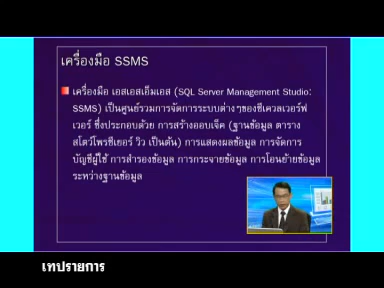 เครื่องมือ SSMS
เครื่องมือ เอสเอสเอ็มเอส (SQL Server Management Studio:
SSMS) เป็นศูนย์รวมการจัดการระบบต่างๆของซีเควลเวอร์ฟ
เวอร์ ซึ่งประกอบด้วย การสร้างออบเจ็ค (ฐานข้อมูล ตาราง
สโตว์โพรซีเยอร์ วิว เป็นต้น) การแสดงผลข้อมูล การจัดการ
บัญชีผู้ใช้ การสำรองข้อมูล การกระจายข้อมูล การโอนย้ายข้อมูล
ระหว่างฐานข้อมูล
เทปรายการ